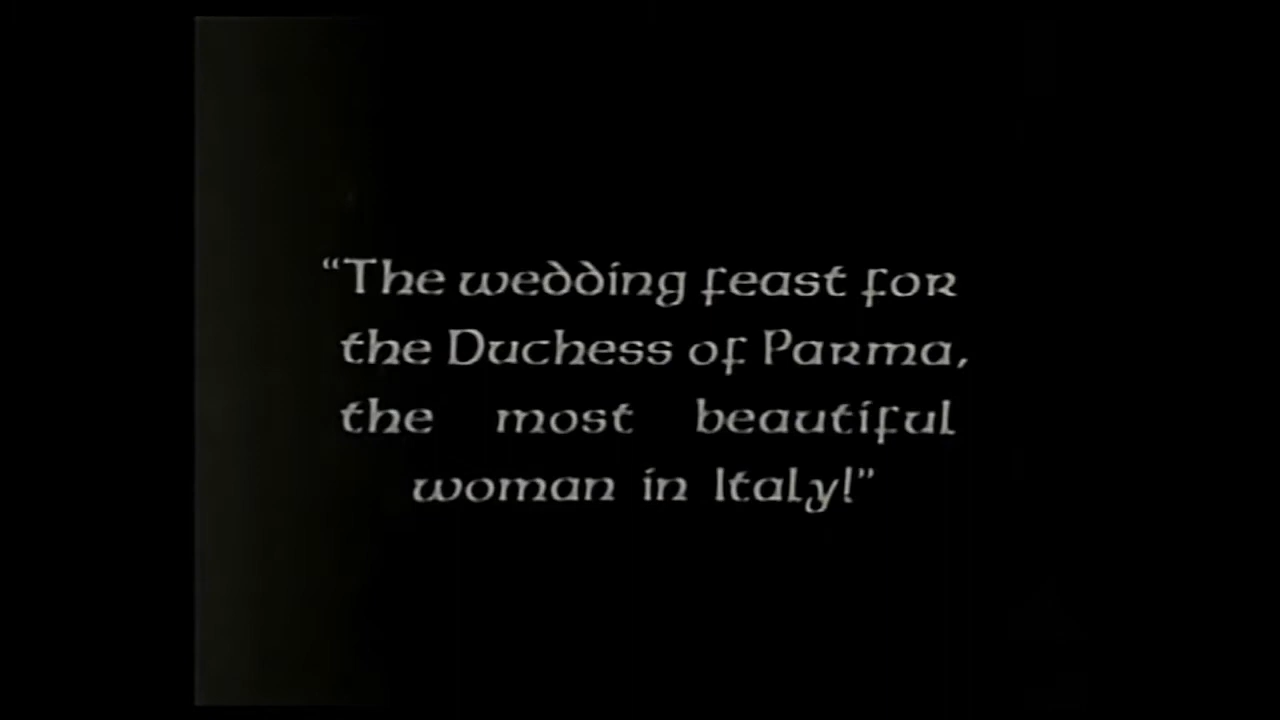 “The wedding feast for
the Duchess of Parma,
the most beautiful
woman in Italy!”